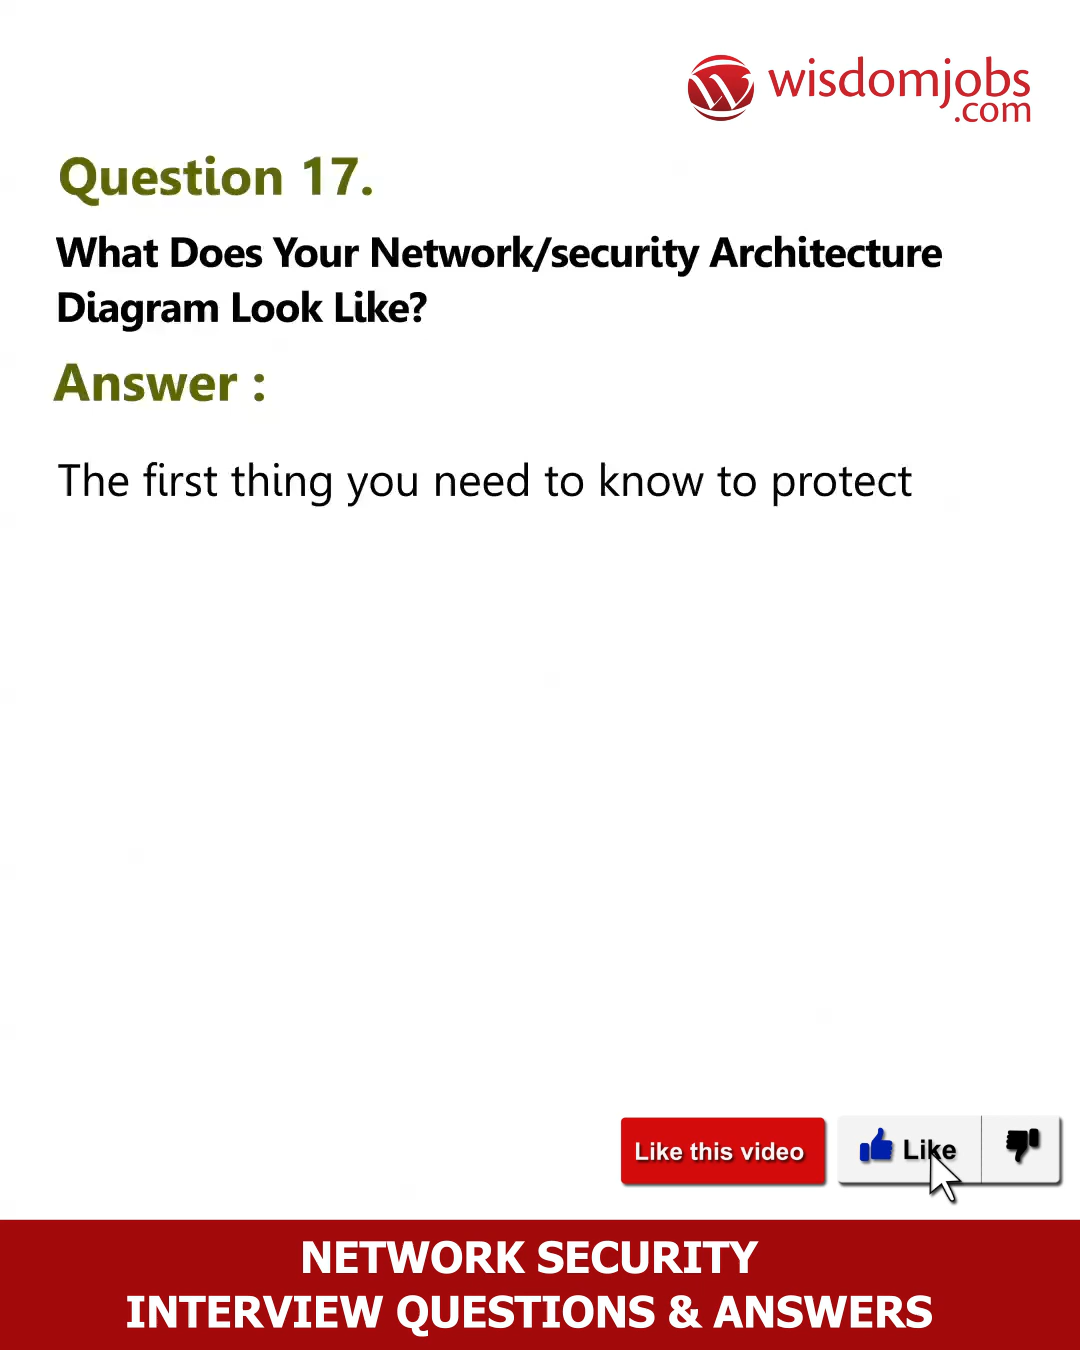 wisdomjobs
.com
Question 17.
What Does Your Network/security Architecture
Diagram Look Like?
Answer :
The first thing you need to know to protect
Like this video
Like
NETWORK SECURITY
INTERVIEW QUESTIONS & ANSWERS